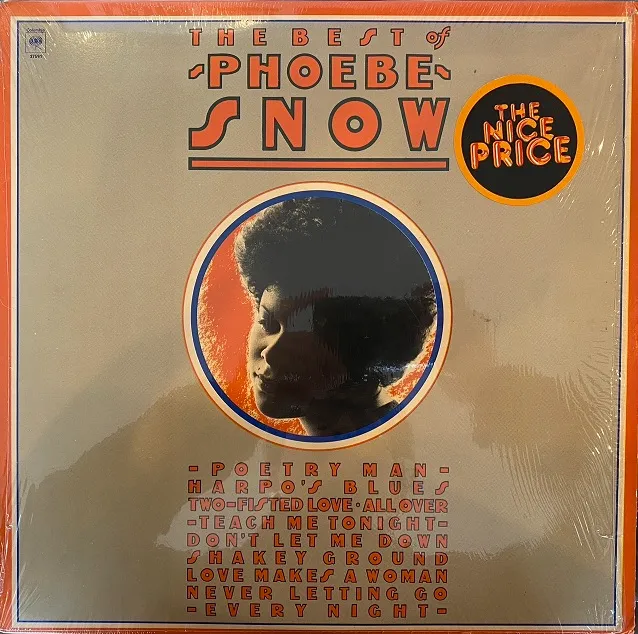 Columbia
THE BEST of
PHOEBE
SNOW
THE
NICE
PRICE
- POETRY MAN -
HARPO'S BLUES
TWO-FISTED LOVE · ALL OVER
- TEACH ME TONIGHT -
DON'T LET ME DOWN
SHAKEY GROUND
LOVE MAKES A WOMAN
NEVER LETTING GO
- EVERY NIGHT -